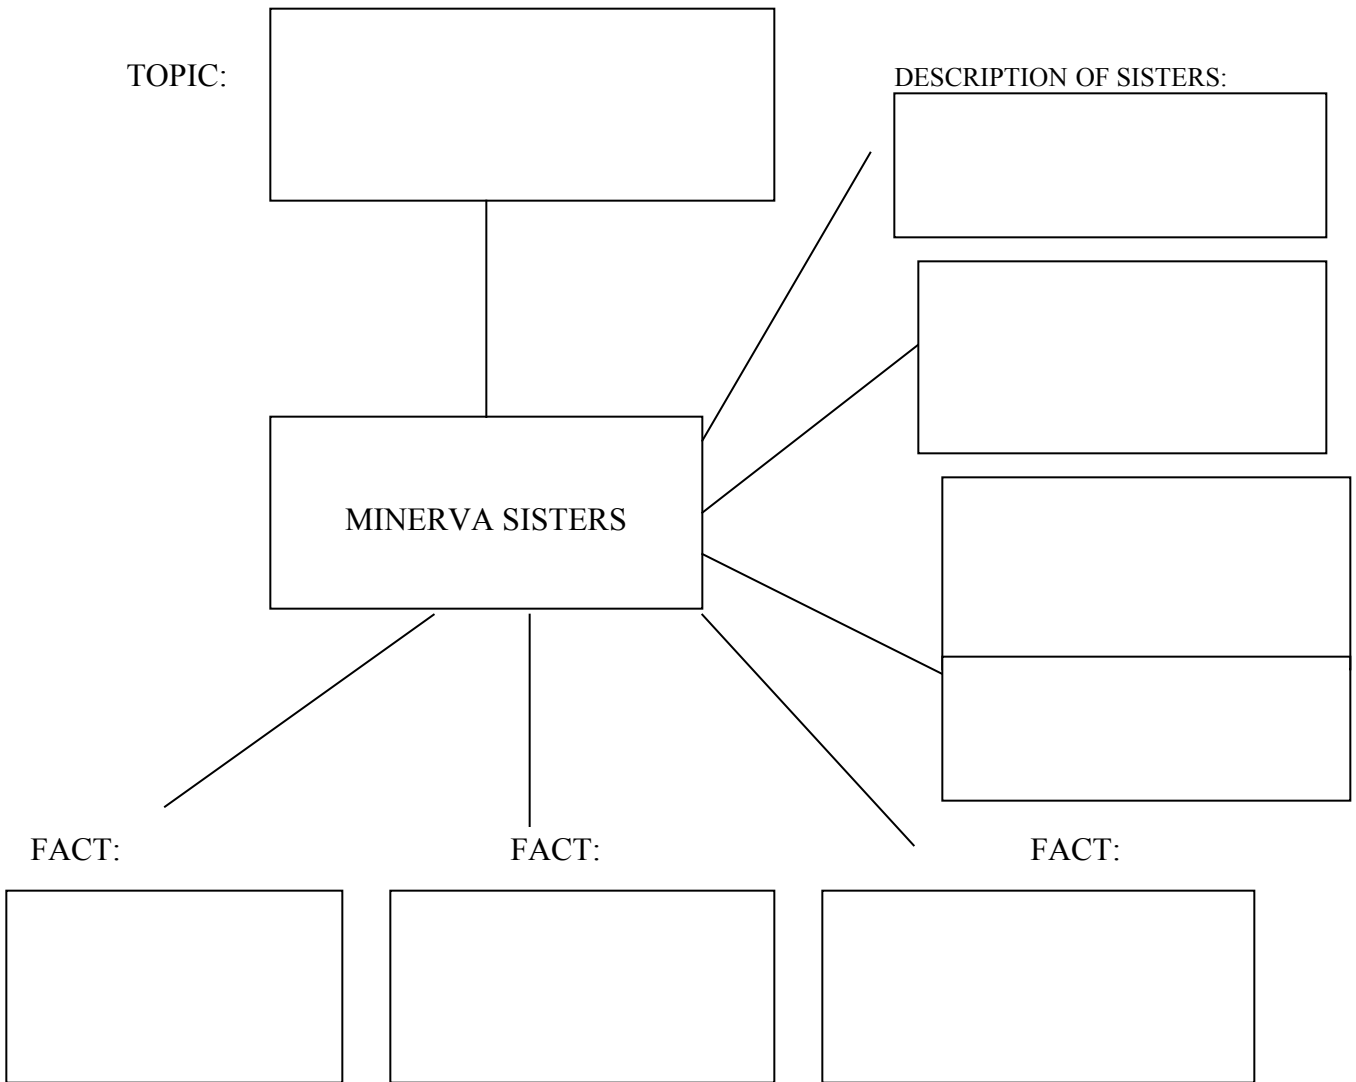 TOPIC:
DESCRIPTION OF SISTERS:
MINERVA SISTERS
FACT:
FACT:
FACT: